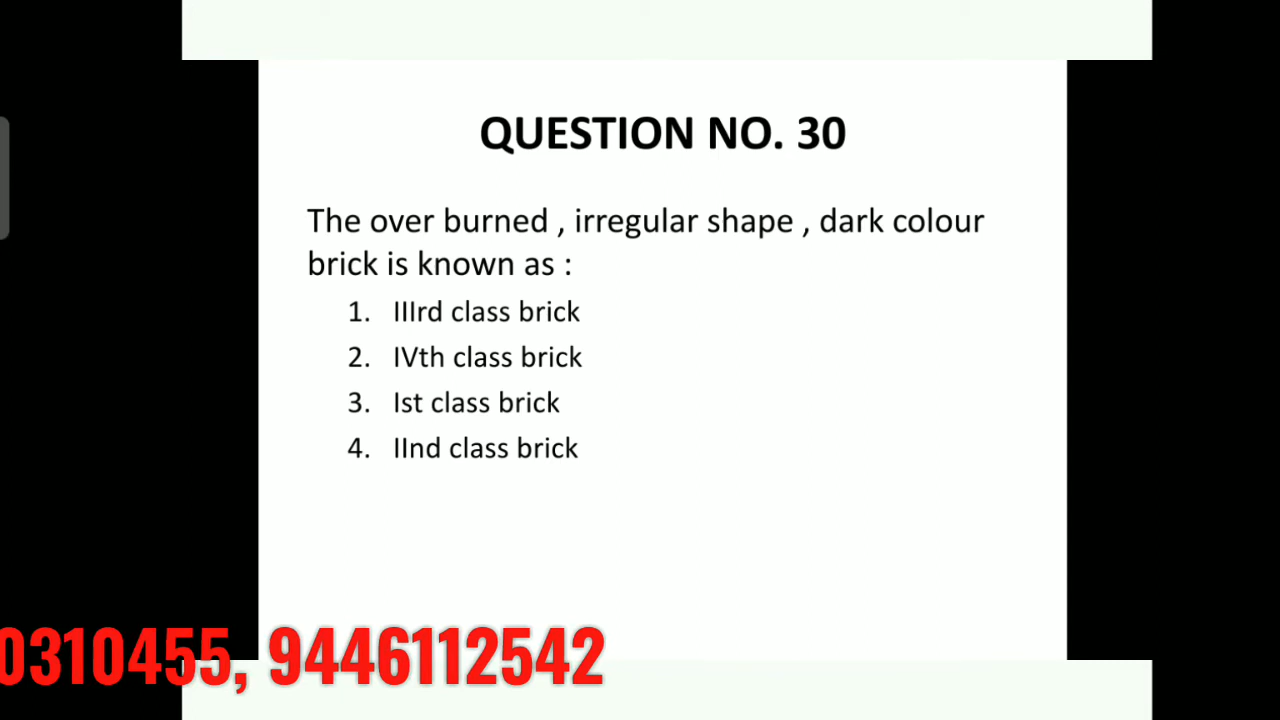 QUESTION NO. 30
The over burned , irregular shape , dark colour
brick is known as :
1. IIIrd class brick
2. IVth class brick
3. Ist class brick
4. IInd class brick
0310455, 9446112542